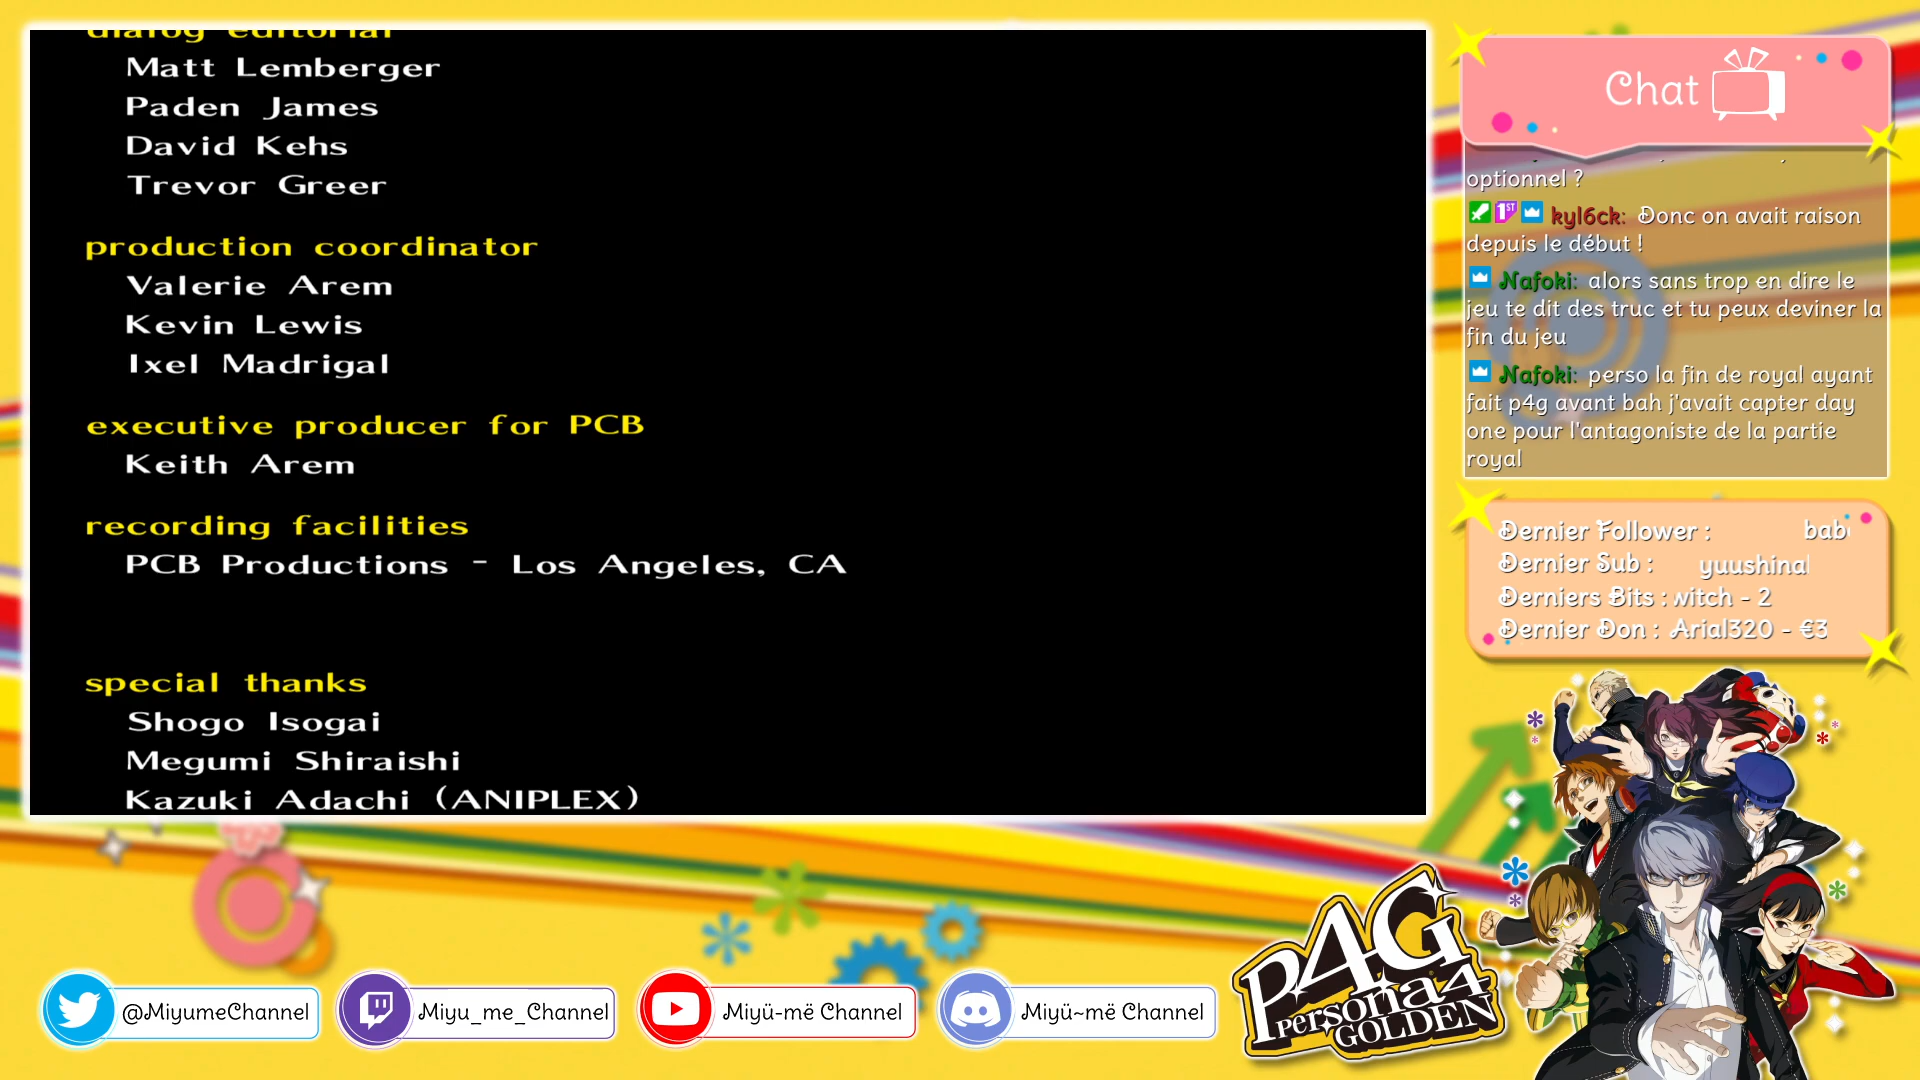 dialog editorial
Matt Lemberger
Paden James
David Kehs
Trevor Greer
production coordinator
Valerie Arem
Kevin Lewis
Ixel Madrigal
executive producer for PCB
Keith Arem
recording facilities
PCB Productions - Los Angeles, CA
special thanks
Shogo Isogai
Megumi Shiraishi
Kazuki Adachi (ANIPLEX)
Chat
optionnel ?
1ST kyl6ck: Donc on avait raison
depuis le début !
Nafoki: alors sans trop en dire le
jeu te dit des truc et tu peux deviner la
fin du jeu
Nafoki: perso la fin de royal ayant
fait p4g avant bah j'avait capter day
one pour l'antagoniste de la partie
royal
Dernier Follower : bab
Dernier Sub : yuushina
Derniers Bits : witch - 2
Dernier Don : Arial320 - €3
@MiyumeChannel
Miyu_me_Channel
Miyü-më Channel
Miyü~më Channel
P4G
Persona4
GOLDEN